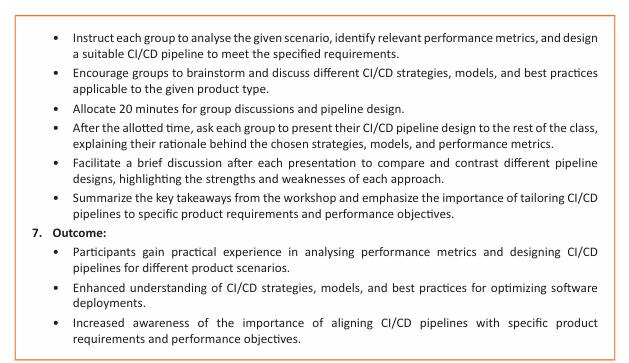 • Instruct each group to analyse the given scenario, identify relevant performance metrics, and design
a suitable CI/CD pipeline to meet the specified requirements.
• Encourage groups to brainstorm and discuss different CI/CD strategies, models, and best practices
applicable to the given product type.
• Allocate 20 minutes for group discussions and pipeline design.
• After the allotted time, ask each group to present their CI/CD pipeline design to the rest of the class,
explaining their rationale behind the chosen strategies, models, and performance metrics.
• Facilitate a brief discussion after each presentation to compare and contrast different pipeline
designs, highlighting the strengths and weaknesses of each approach.
• Summarize the key takeaways from the workshop and emphasize the importance of tailoring CI/CD
pipelines to specific product requirements and performance objectives.
7. Outcome:
• Participants gain practical experience in analysing performance metrics and designing CI/CD
pipelines for different product scenarios.
• Enhanced understanding of CI/CD strategies, models, and best practices for optimizing software
deployments.
• Increased awareness of the importance of aligning CI/CD pipelines with specific product
requirements and performance objectives.